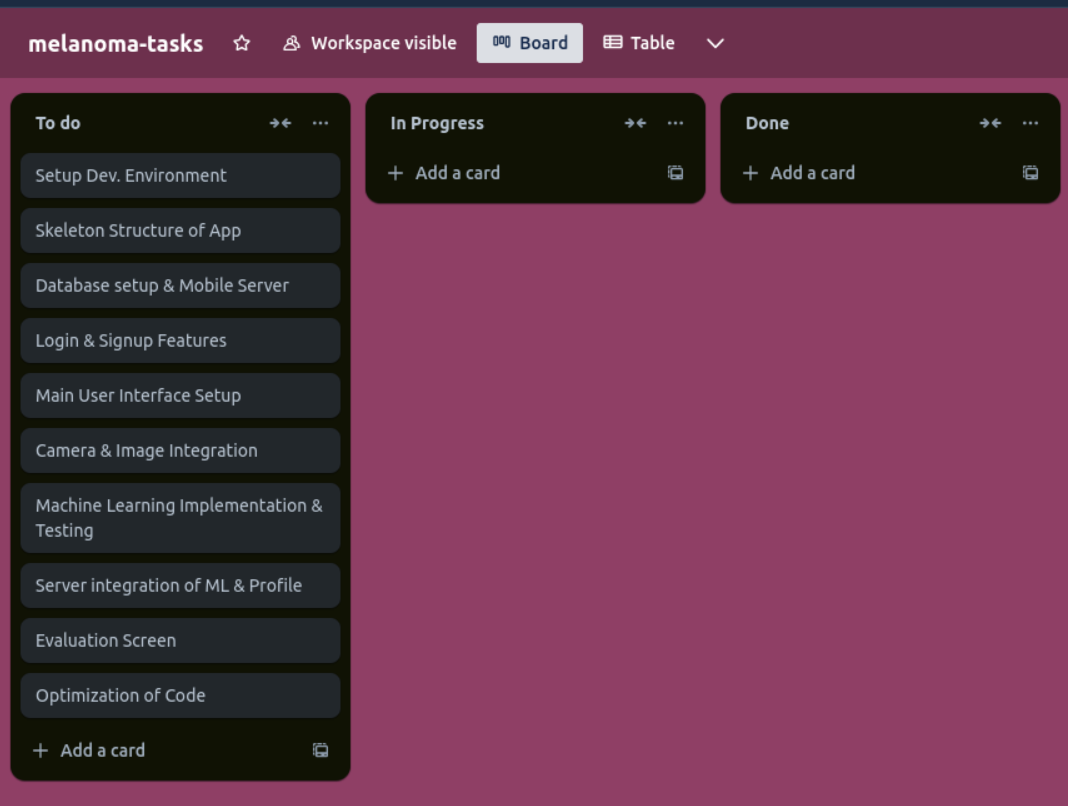 melanoma-tasks
Workspace visible
Board
Table
To do
Setup Dev. Environment
Skeleton Structure of App
Database setup & Mobile Server
Login & Signup Features
Main User Interface Setup
Camera & Image Integration
Machine Learning Implementation &
Testing
Server integration of ML & Profile
Evaluation Screen
Optimization of Code
Add a card
In Progress
Add a card
Done
Add a card